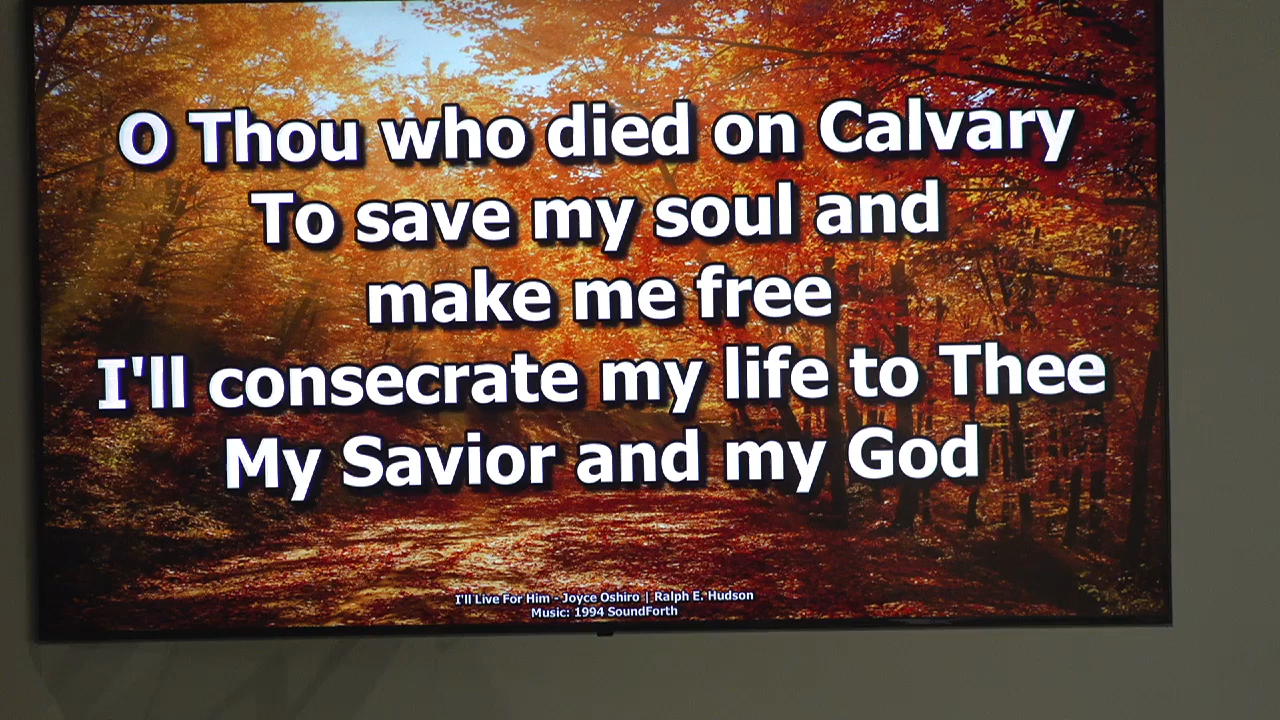 O Thou who died on Calvary
To save my soul and
make me free
I'll consecrate my life to Thee
My Savior and my God
I'll Live For Him - Joyce Oshiro | Ralph E. Hudson
Music: 1994 SoundForth